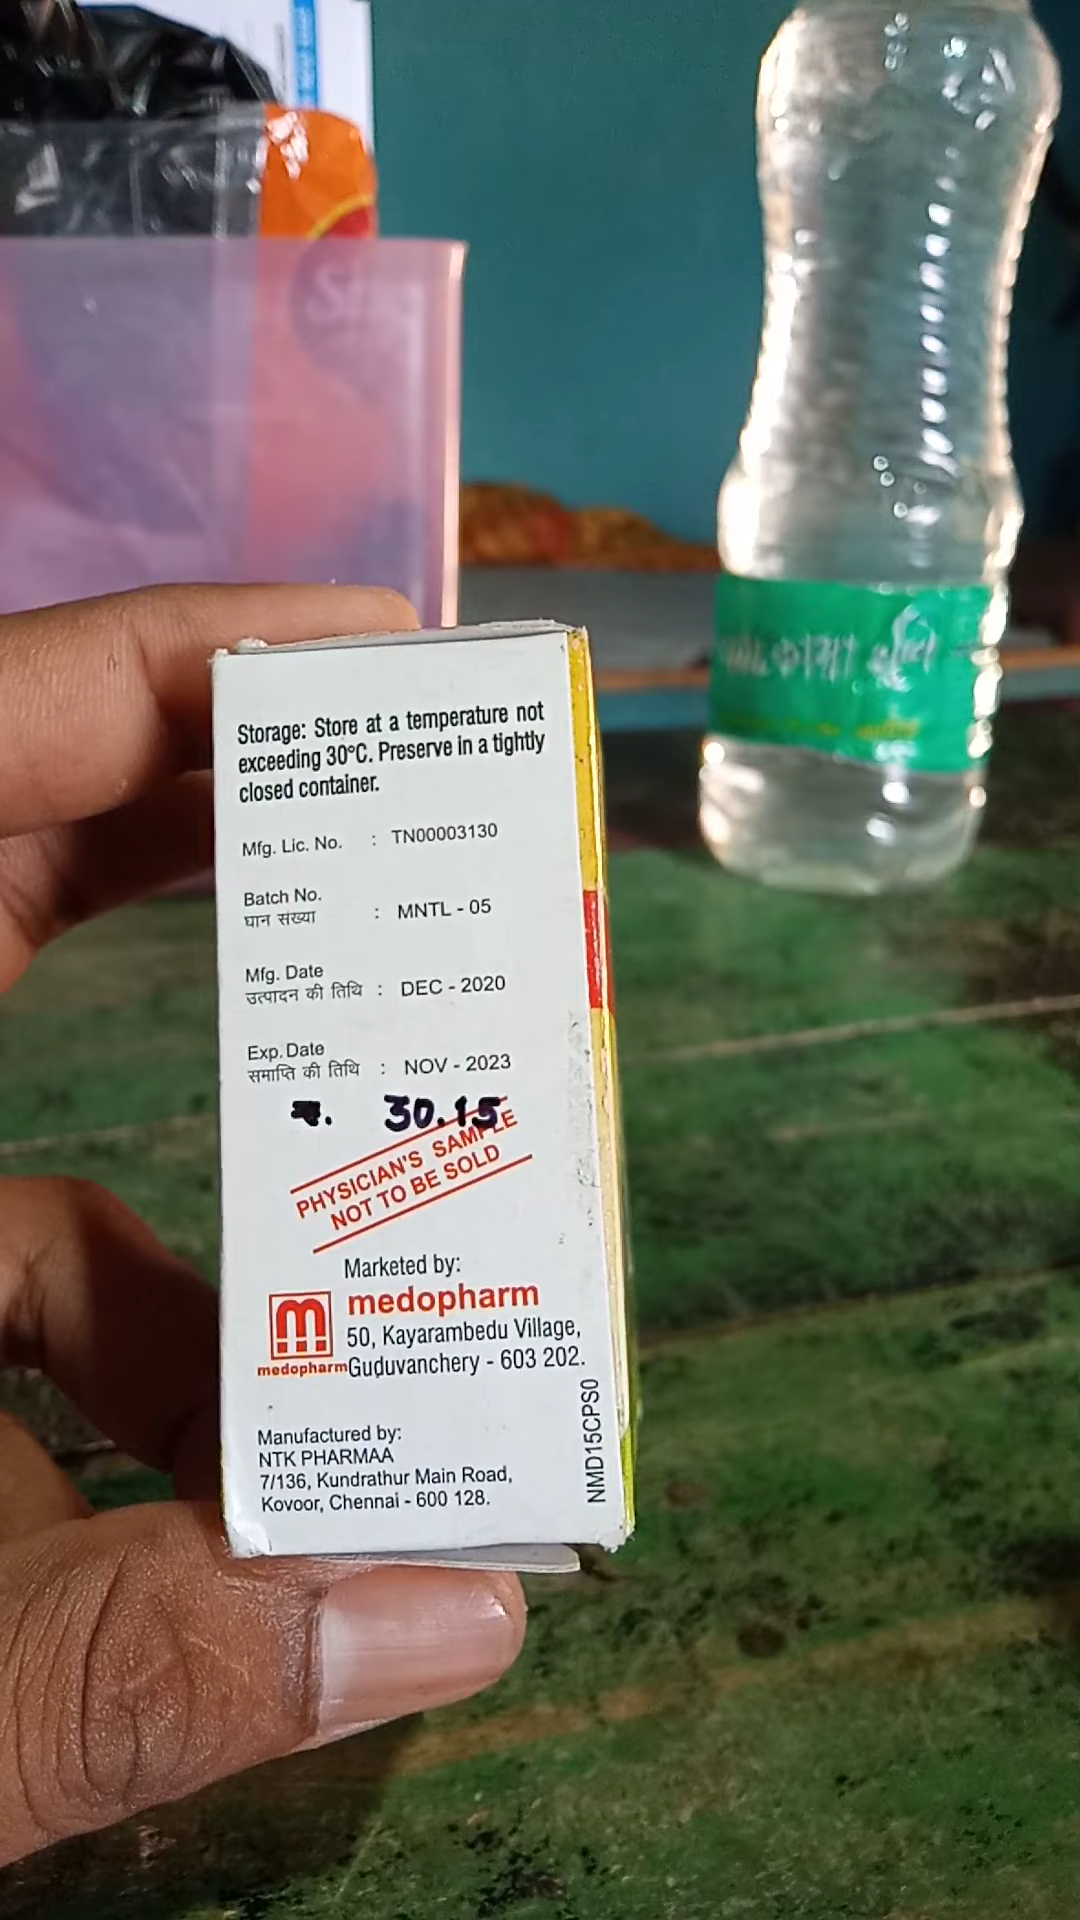 Storage: Store at a temperature not
exceeding 30°C. Preserve in a tightly
closed container.
Mfg. Lic. No. : TN00003130
Batch No.
घान संख्या : MNTL - 05
Mfg. Date
उत्पादन की तिथि : DEC - 2020
Exp. Date
समाप्ति की तिथि : NOV - 2023
30.15
PHYSICIAN'S SAMPLE
NOT TO BE SOLD
Marketed by:
medopharm
50, Kayarambedu Village,
medopharm Guduvanchery - 603 202.
NMD15CPS0
Manufactured by:
NTK PHARMAA
7/136, Kundrathur Main Road,
Kovoor, Chennai - 600 128.